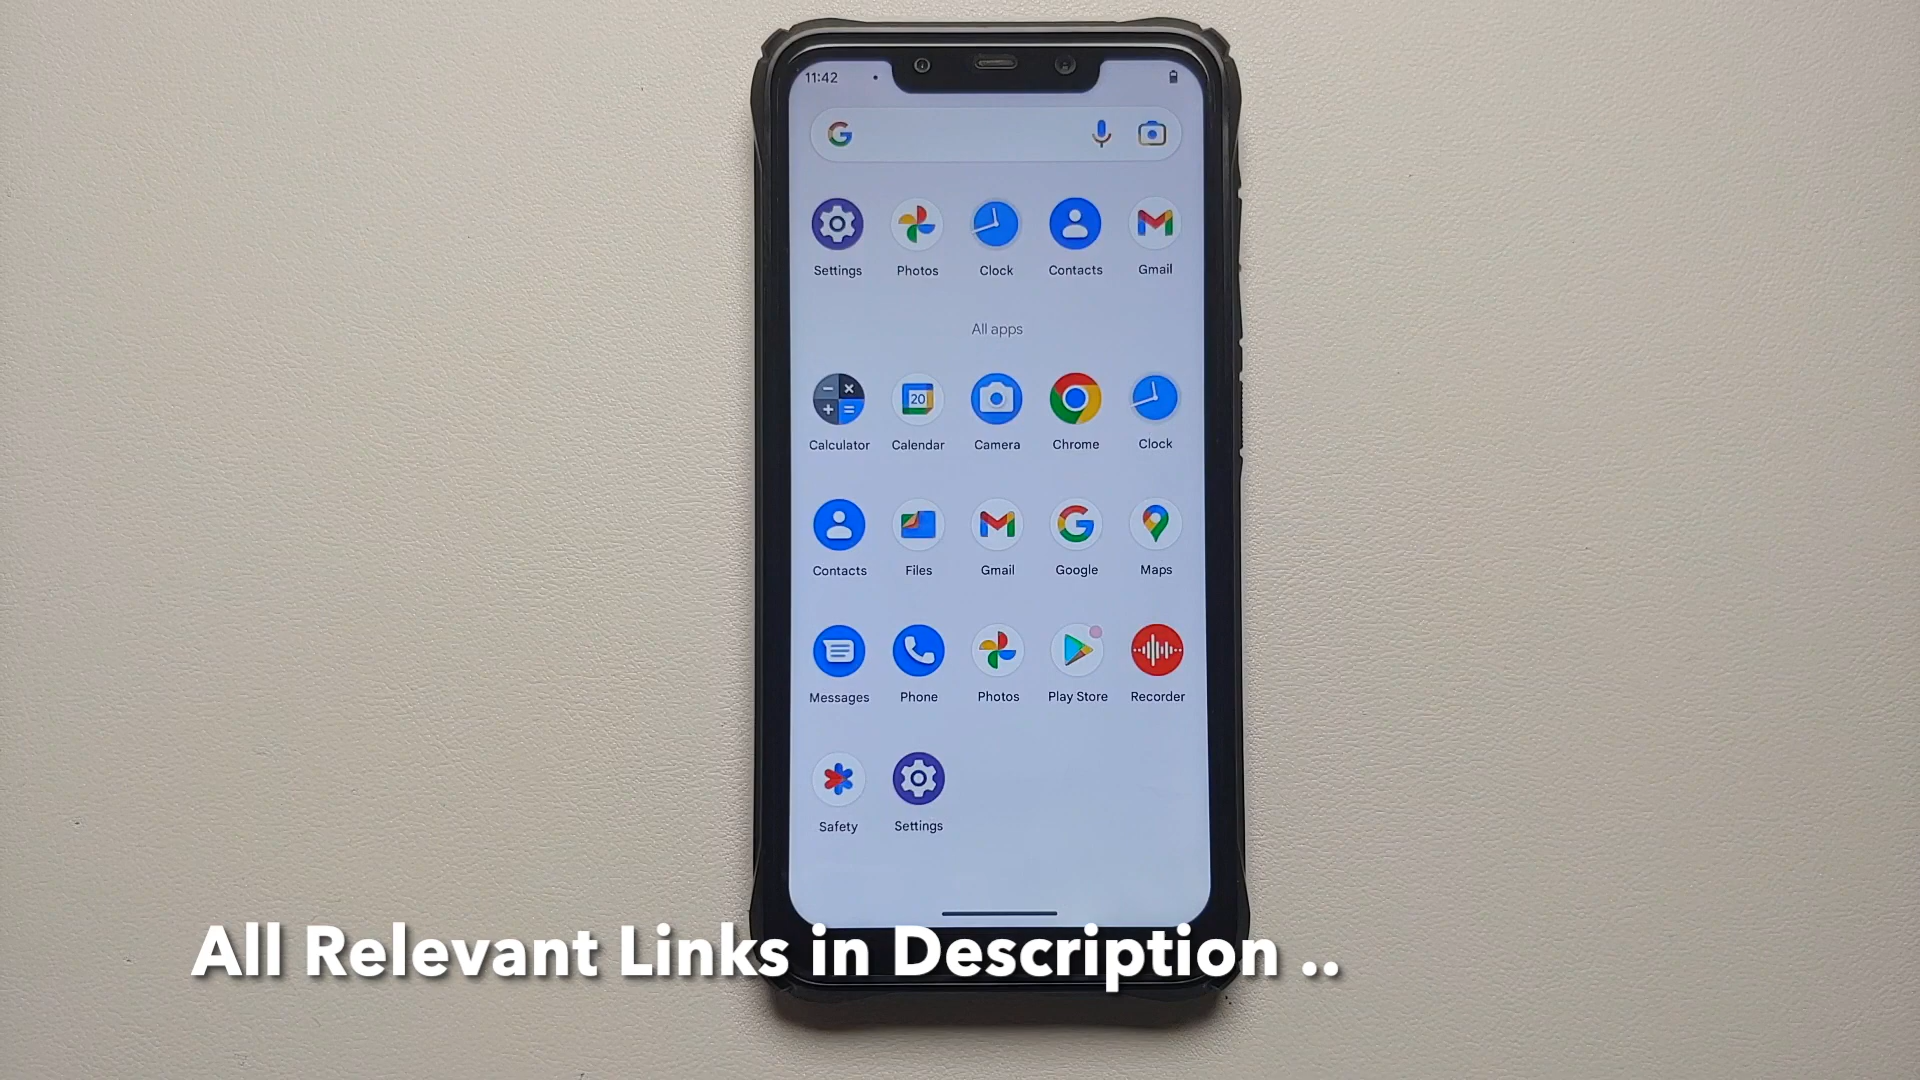 11:42
Settings Photos Clock Contacts Gmail
All apps
Calculator Calendar Camera Chrome Clock
20
Contacts Files Gmail Google Maps
Messages Phone Photos Play Store Recorder
Safety Settings
All Relevant Links in Description ..